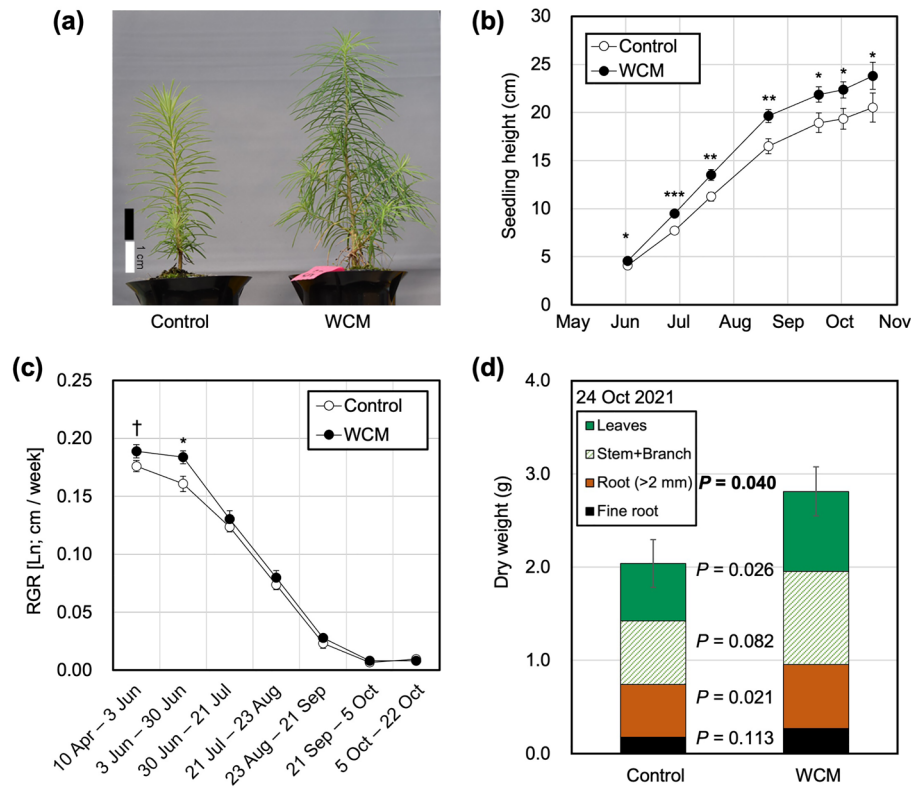 (a)
1 cm
Control
WCM
(b)
Seedling height (cm)
30
25
20
15
10
5
0
Control
WCM
*
***
**
**
*
*
*
May
Jun
Jul
Aug
Sep
Oct
Nov
(c)
RGR [Ln; cm / week]
0.25
0.20
0.15
0.10
0.05
0.00
Control
WCM
†
*
10 Apr – 3 Jun
3 Jun – 30 Jun
30 Jun – 21 Jul
21 Jul – 23 Aug
23 Aug – 21 Sep
21 Sep – 5 Oct
5 Oct – 22 Oct
(d)
Dry weight (g)
4.0
3.0
2.0
1.0
0.0
24 Oct 2021
Leaves
Stem+Branch
Root (>2 mm)
Fine root
P = 0.040
P = 0.026
P = 0.082
P = 0.021
P = 0.113
Control
WCM